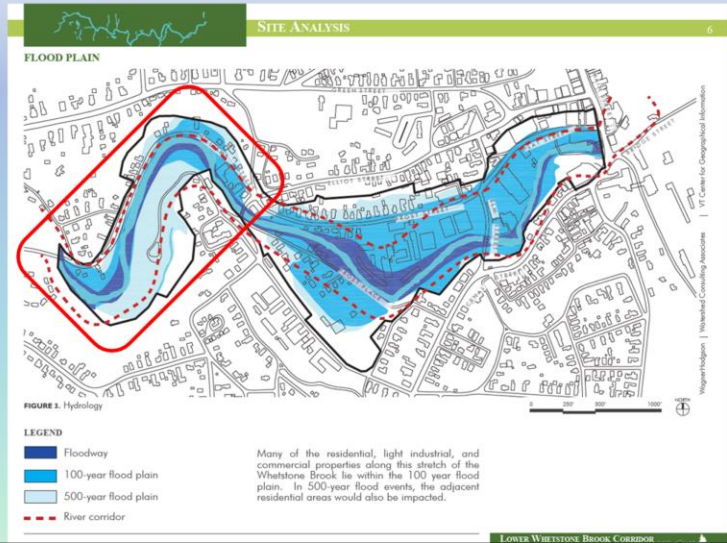 SITE ANALYSIS
6
FLOOD PLAIN
GREEN STREET
ELLIOT STREET
WagnerHodgson | Watershed Consulting Associates | VT Center for Geographical Information
FIGURE 3. Hydrology
0 250' 500' 1000'
NORTH
LEGEND
Floodway
100-year flood plain
500-year flood plain
River corridor
Many of the residential, light industrial, and
commercial properties along this stretch of the
Whetstone Brook lie within the 100 year flood
plain. In 500-year flood events, the adjacent
residential areas would also be impacted.
LOWER WHETSTONE BROOK CORRIDOR